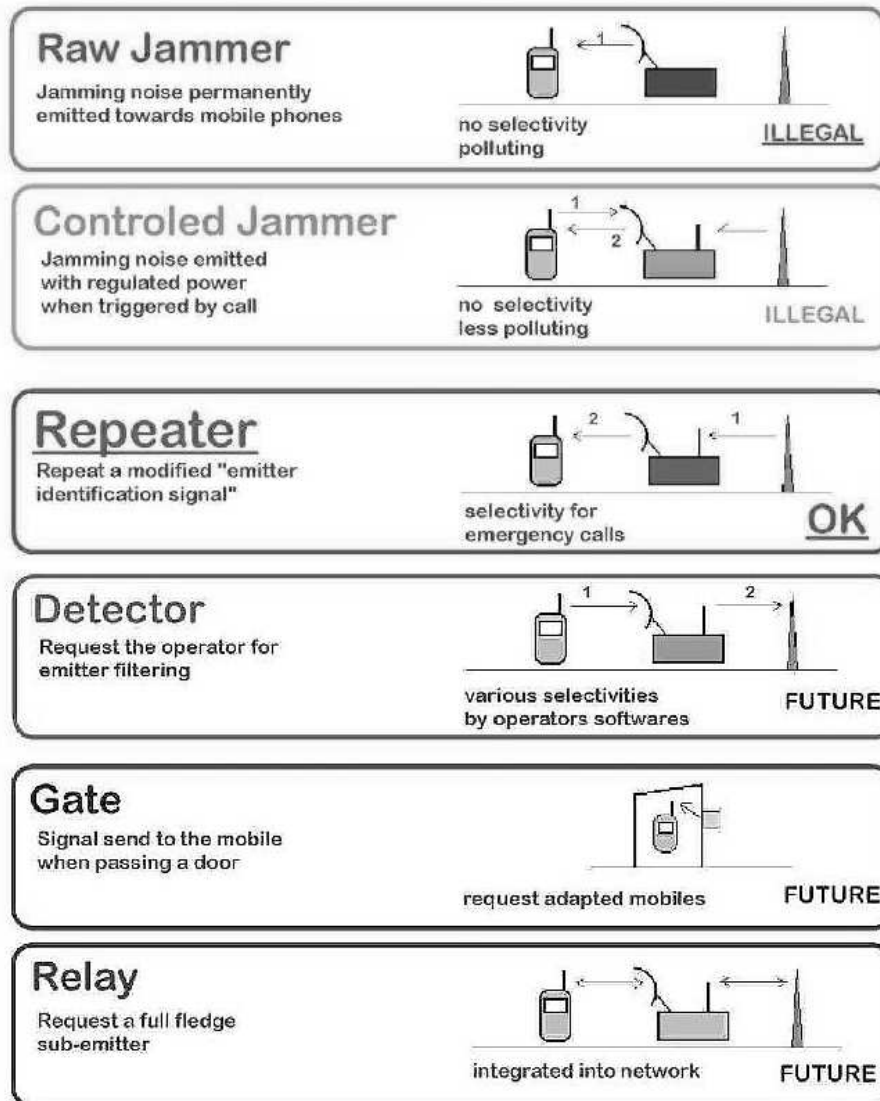 Raw Jammer
Jamming noise permanently
emitted towards mobile phones
1
no selectivity
polluting
ILLEGAL
Controled Jammer
Jamming noise emitted
with regulated power
when triggered by call
1
2
no selectivity
less polluting
ILLEGAL
Repeater
Repeat a modified "emitter
identification signal"
2
1
selectivity for
emergency calls
OK
Detector
Request the operator for
emitter filtering
1
2
various selectivities
by operators softwares
FUTURE
Gate
Signal send to the mobile
when passing a door
request adapted mobiles
FUTURE
Relay
Request a full fledge
sub-emitter
integrated into network
FUTURE